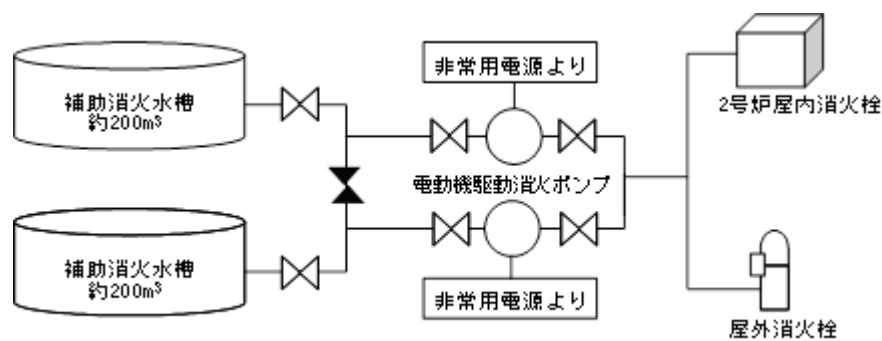 補助消火水槽
約200m³
非常用電源より
2号炉屋内消火栓
電動機駆動消火ポンプ
補助消火水槽
約200m³
非常用電源より
屋外消火栓